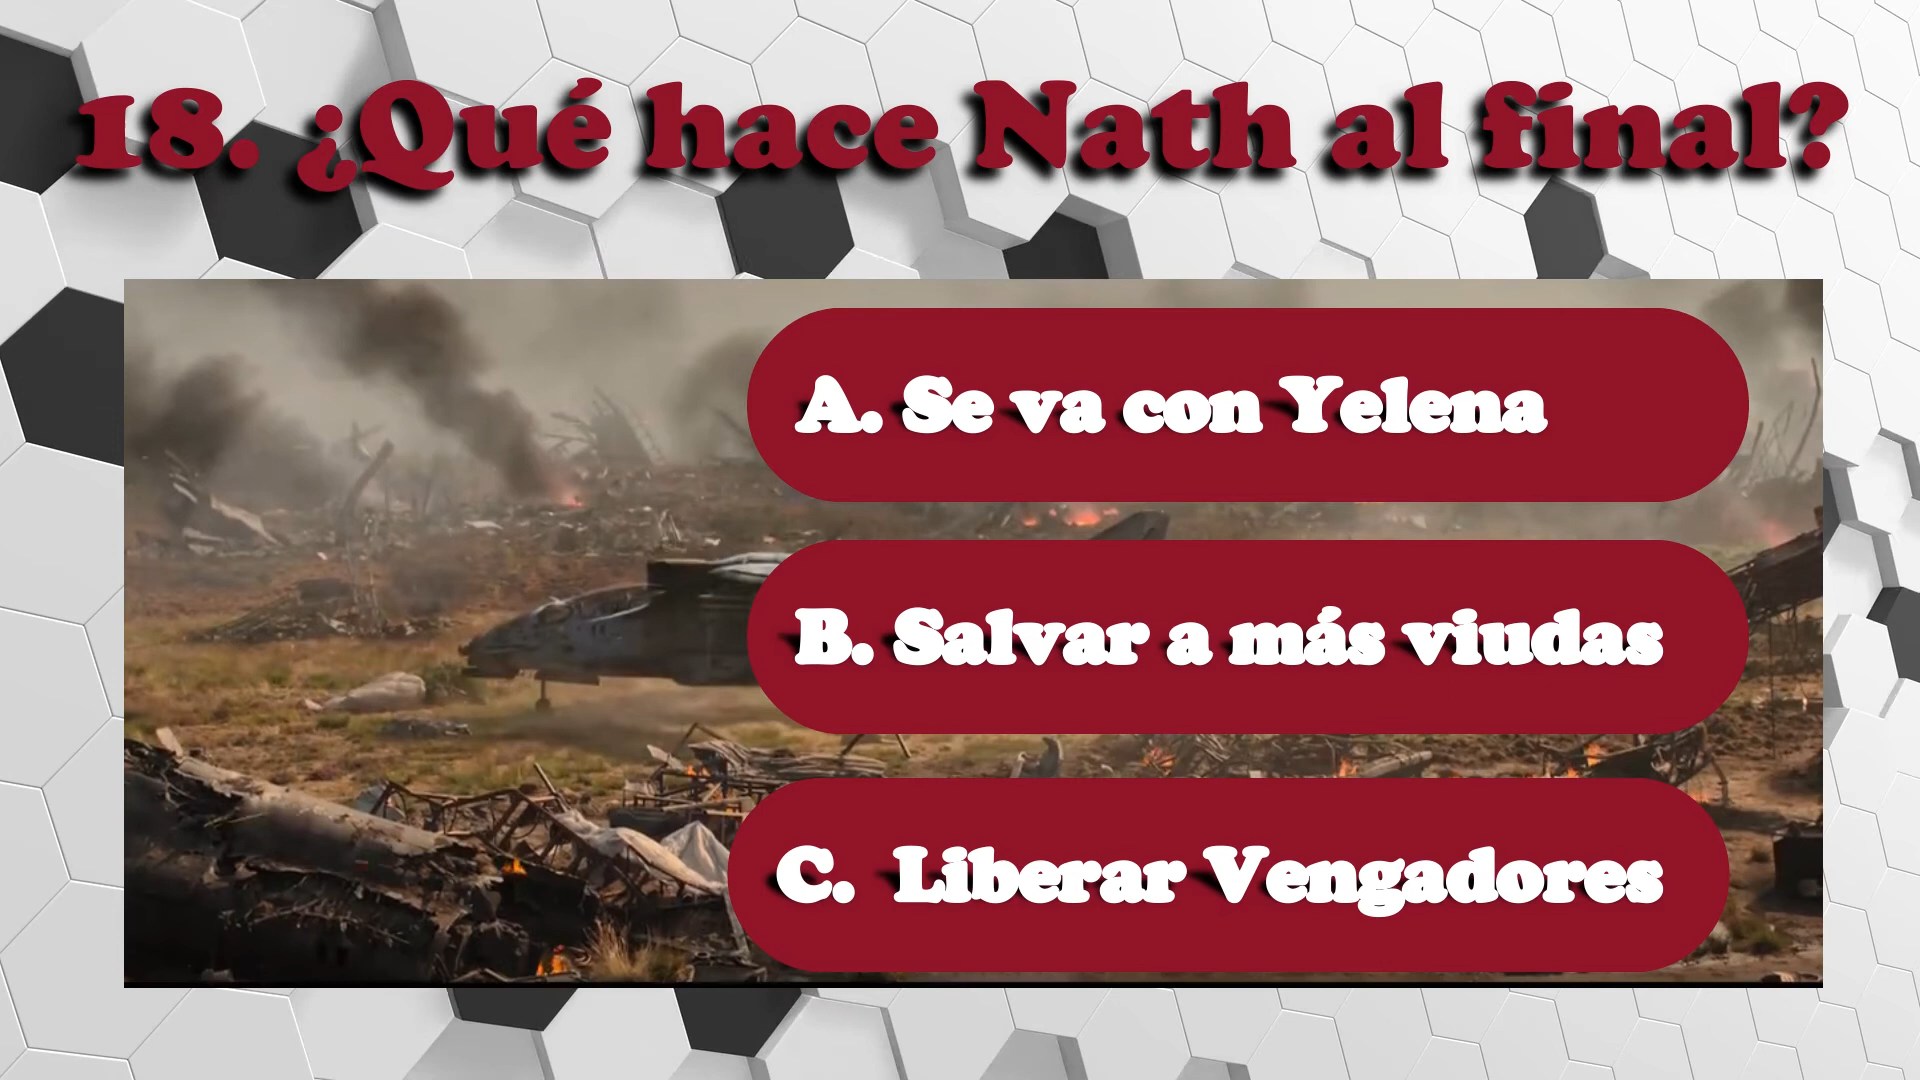 18. ¿Qué hace Nath al final?
A. Se va con Yelena
B. Salvar a más viudas
C. Liberar Vengadores